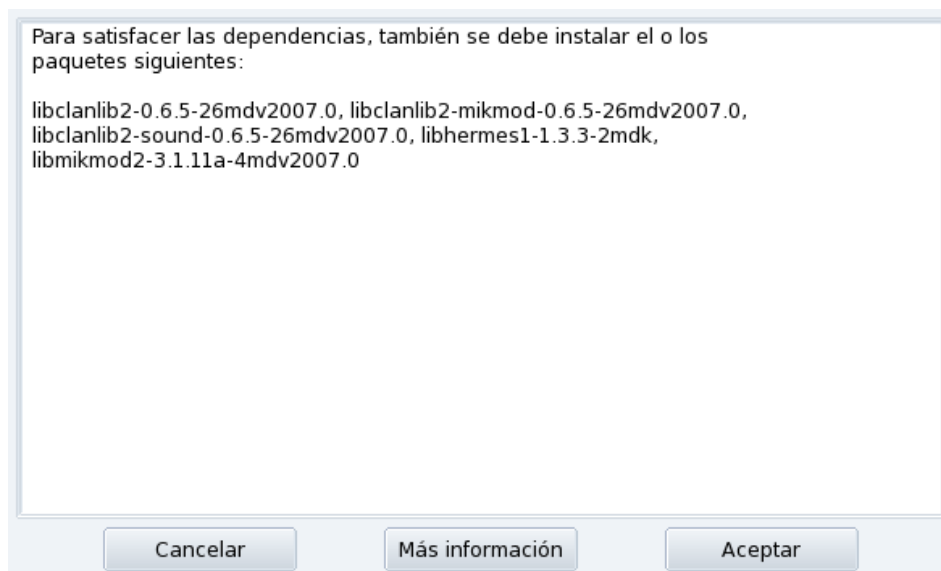 Para satisfacer las dependencias, también se debe instalar el o los
paquetes siguientes:
libclanlib2-0.6.5-26mdv2007.0, libclanlib2-mikmod-0.6.5-26mdv2007.0,
libclanlib2-sound-0.6.5-26mdv2007.0, libhermes1-1.3.3-2mdk,
libmikmod2-3.1.11a-4mdv2007.0
Cancelar
Más información
Aceptar